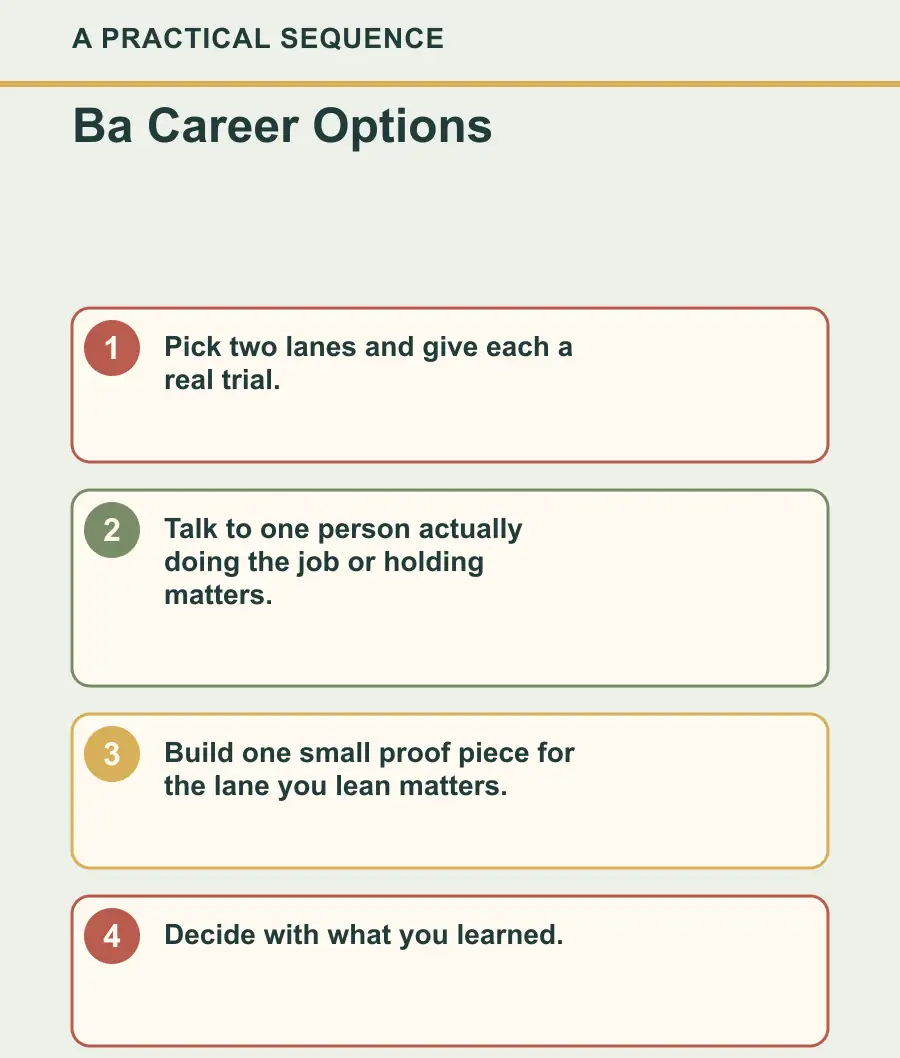 A PRACTICAL SEQUENCE
Ba Career Options
1
Pick two lanes and give each a
real trial.
2
Talk to one person actually
doing the job or holding
matters.
3
Build one small proof piece for
the lane you lean matters.
4
Decide with what you learned.